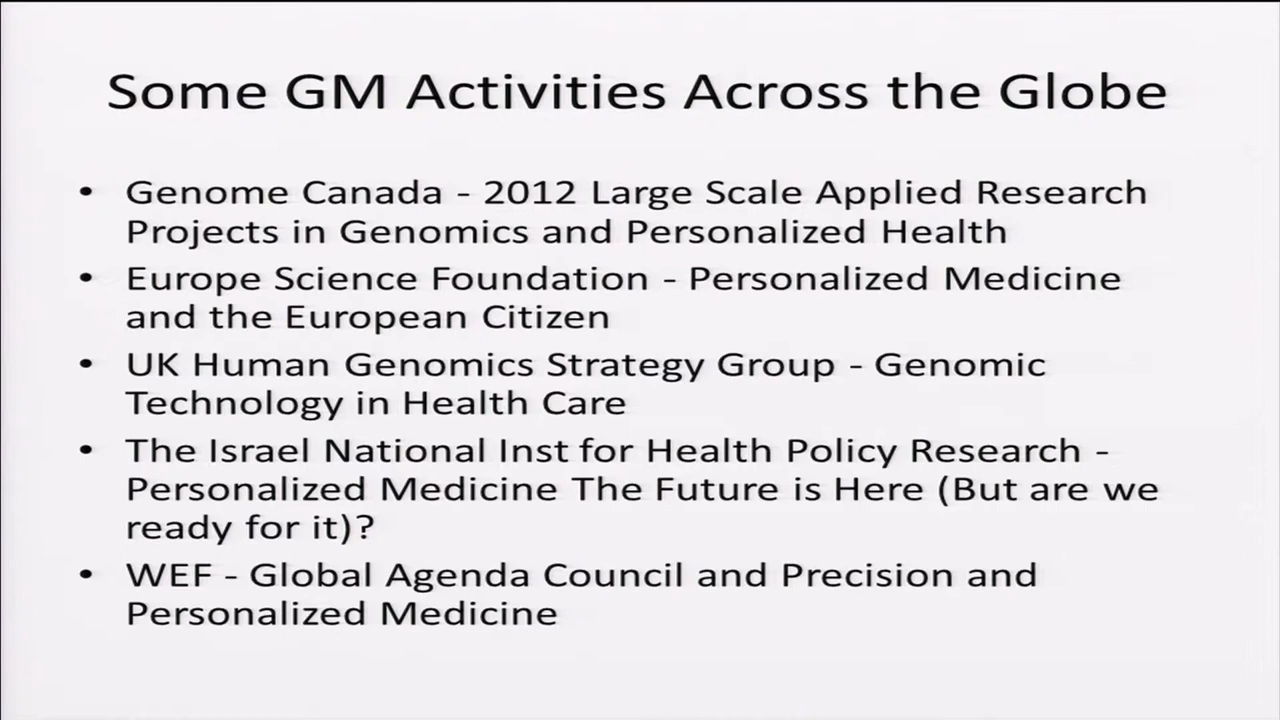 Some GM Activities Across the Globe
• Genome Canada - 2012 Large Scale Applied Research
Projects in Genomics and Personalized Health
• Europe Science Foundation - Personalized Medicine
and the European Citizen
• UK Human Genomics Strategy Group - Genomic
Technology in Health Care
• The Israel National Inst for Health Policy Research -
Personalized Medicine The Future is Here (But are we
ready for it)?
• WEF - Global Agenda Council and Precision and
Personalized Medicine